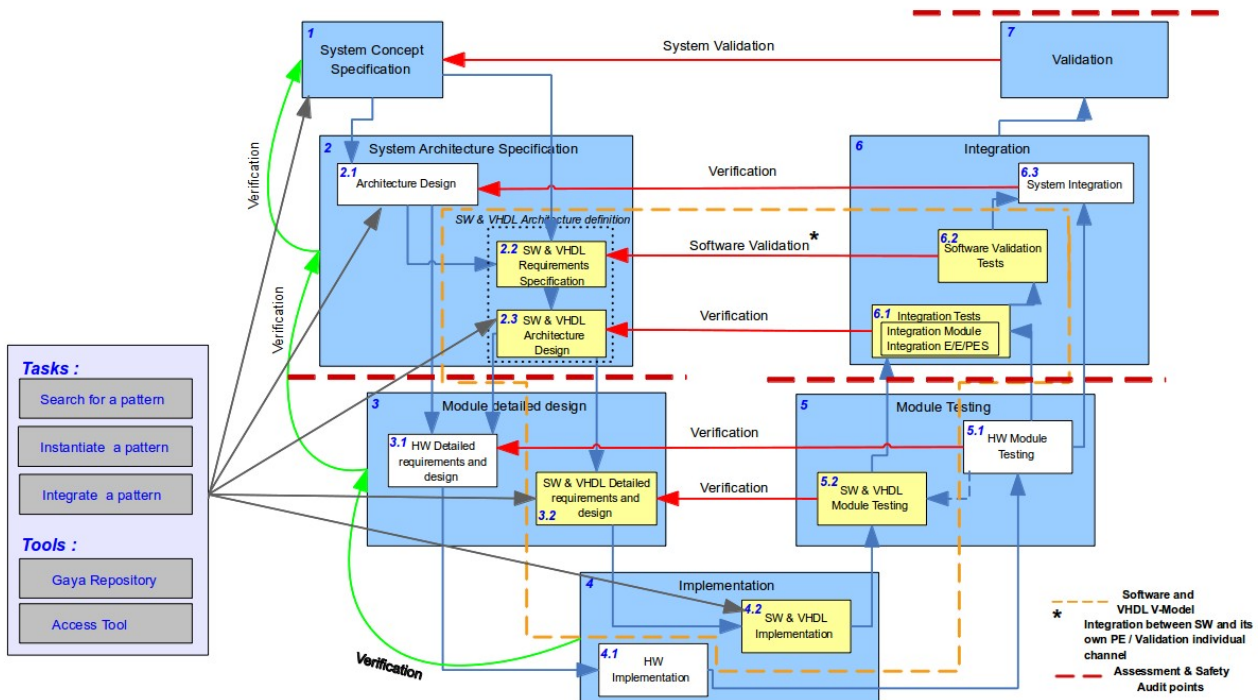 1
System Concept
Specification
System Validation
7
Validation
2
System Architecture Specification
2.1
Architecture Design
Verification
6
Integration
6.3
System Integration
SW & VHDL Architecture definition
2.2
SW & VHDL
Requirements
Specification
Software Validation *
6.2
Software Validation
Tests
2.3
SW & VHDL
Architecture
Design
Verification
6.1
Integration Tests
Integration Module
Integration E/E/PES
Verification
Verification
Tasks :
Search for a pattern
Instantiate a pattern
Integrate a pattern
Tools :
Gaya Repository
Access Tool
3
Module detailed design
3.1
HW Detailed
requirements and
design
Verification
5
Module Testing
5.1
HW Module
Testing
SW & VHDL Detailed
requirements and
design
3.2
Verification
5.2
SW & VHDL
Module Testing
4
Implementation
4.2
SW & VHDL
Implementation
4.1
HW
Implementation
Verification
Software and
VHDL V-Model
*
Integration between SW and its
own PE / Validation individual
channel
Assessment & Safety
Audit points